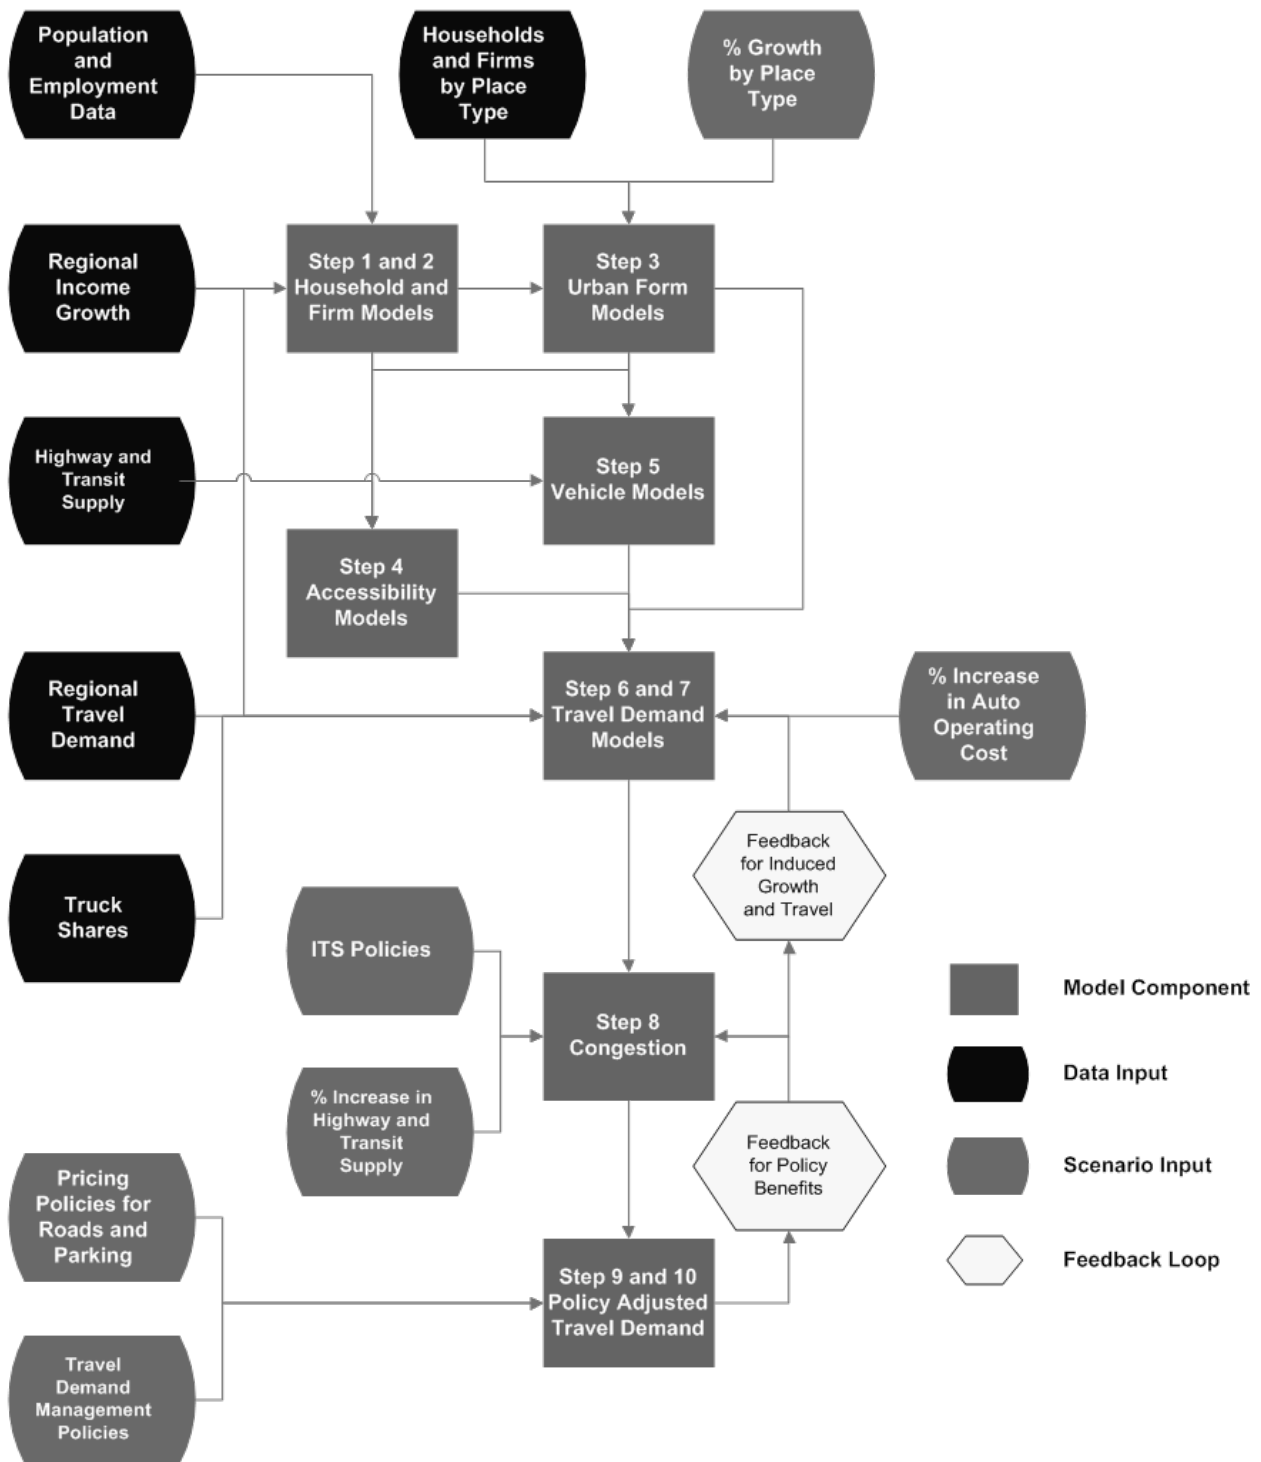 Population
and
Employment
Data
Households
and Firms
by Place
Type
% Growth
by Place
Type
Regional
Income
Growth
Step 1 and 2
Household and
Firm Models
Step 3
Urban Form
Models
Highway and
Transit
Supply
Step 5
Vehicle Models
Step 4
Accessibility
Models
Regional
Travel
Demand
Step 6 and 7
Travel Demand
Models
% Increase
in Auto
Operating
Cost
Feedback
for Induced
Growth
and Travel
Truck
Shares
ITS Policies
Step 8
Congestion
% Increase in
Highway and
Transit
Supply
Feedback
for Policy
Benefits
Pricing
Policies for
Roads and
Parking
Step 9 and 10
Policy Adjusted
Travel Demand
Travel
Demand
Management
Policies
Model Component
Data Input
Scenario Input
Feedback Loop